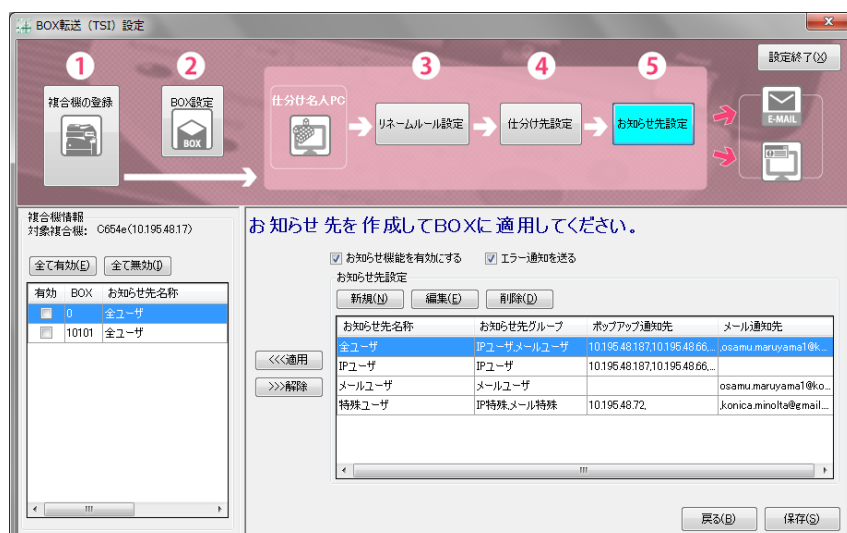 BOX転送（TSI）設定
設定終了(X)
1 2 3 4 5
複合機の登録
BOX設定
BOX
仕分け名人PC
リネームルール設定
仕分け先設定
お知らせ先設定
E-MAIL
複合機情報
対象複合機: C654e(10.195.48.17)
全て有効(E) 全て無効(I)
有効 BOX お知らせ先名称
0 全ユーザ
10101 全ユーザ
お知らせ先を作成してBOXに適用してください。
お知らせ機能を有効にする エラー通知を送る
お知らせ先設定
新規(N) 編集(E) 削除(D)
<<<適用
>>>解除
お知らせ先名称 お知らせ先グループ ポップアップ通知先 メール通知先
全ユーザ IPユーザ,メールユーザ 10.195.48.187,10.195.48.66,... ,osamu.maruyama1@k...
IPユーザ IPユーザ 10.195.48.187,10.195.48.66,...
メールユーザ メールユーザ osamu.maruyama1@ko...
特殊ユーザ IP特殊,メール特殊 10.195.48.72, ,konica.minolta@gmail....
戻る(B) 保存(S)